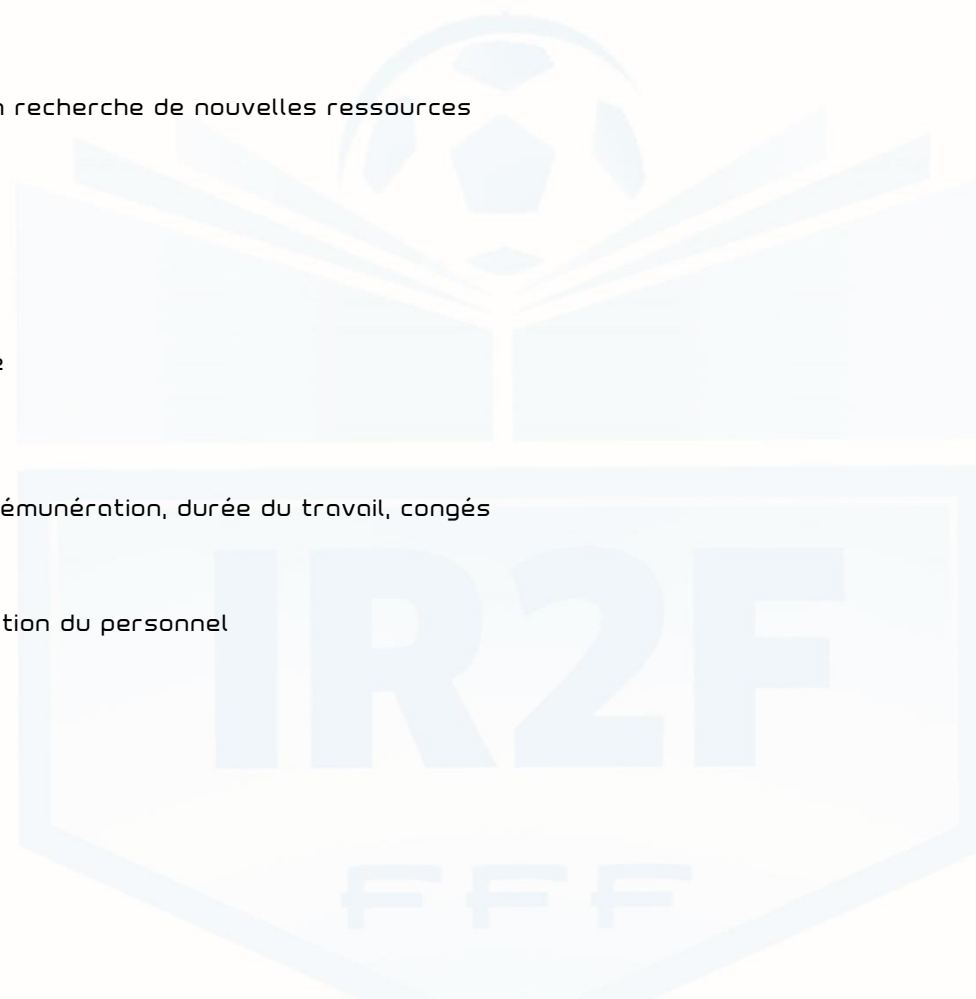 recherche de nouvelles ressources
émunération, durée du travail, congés
tion du personnel
IR2F
FFF